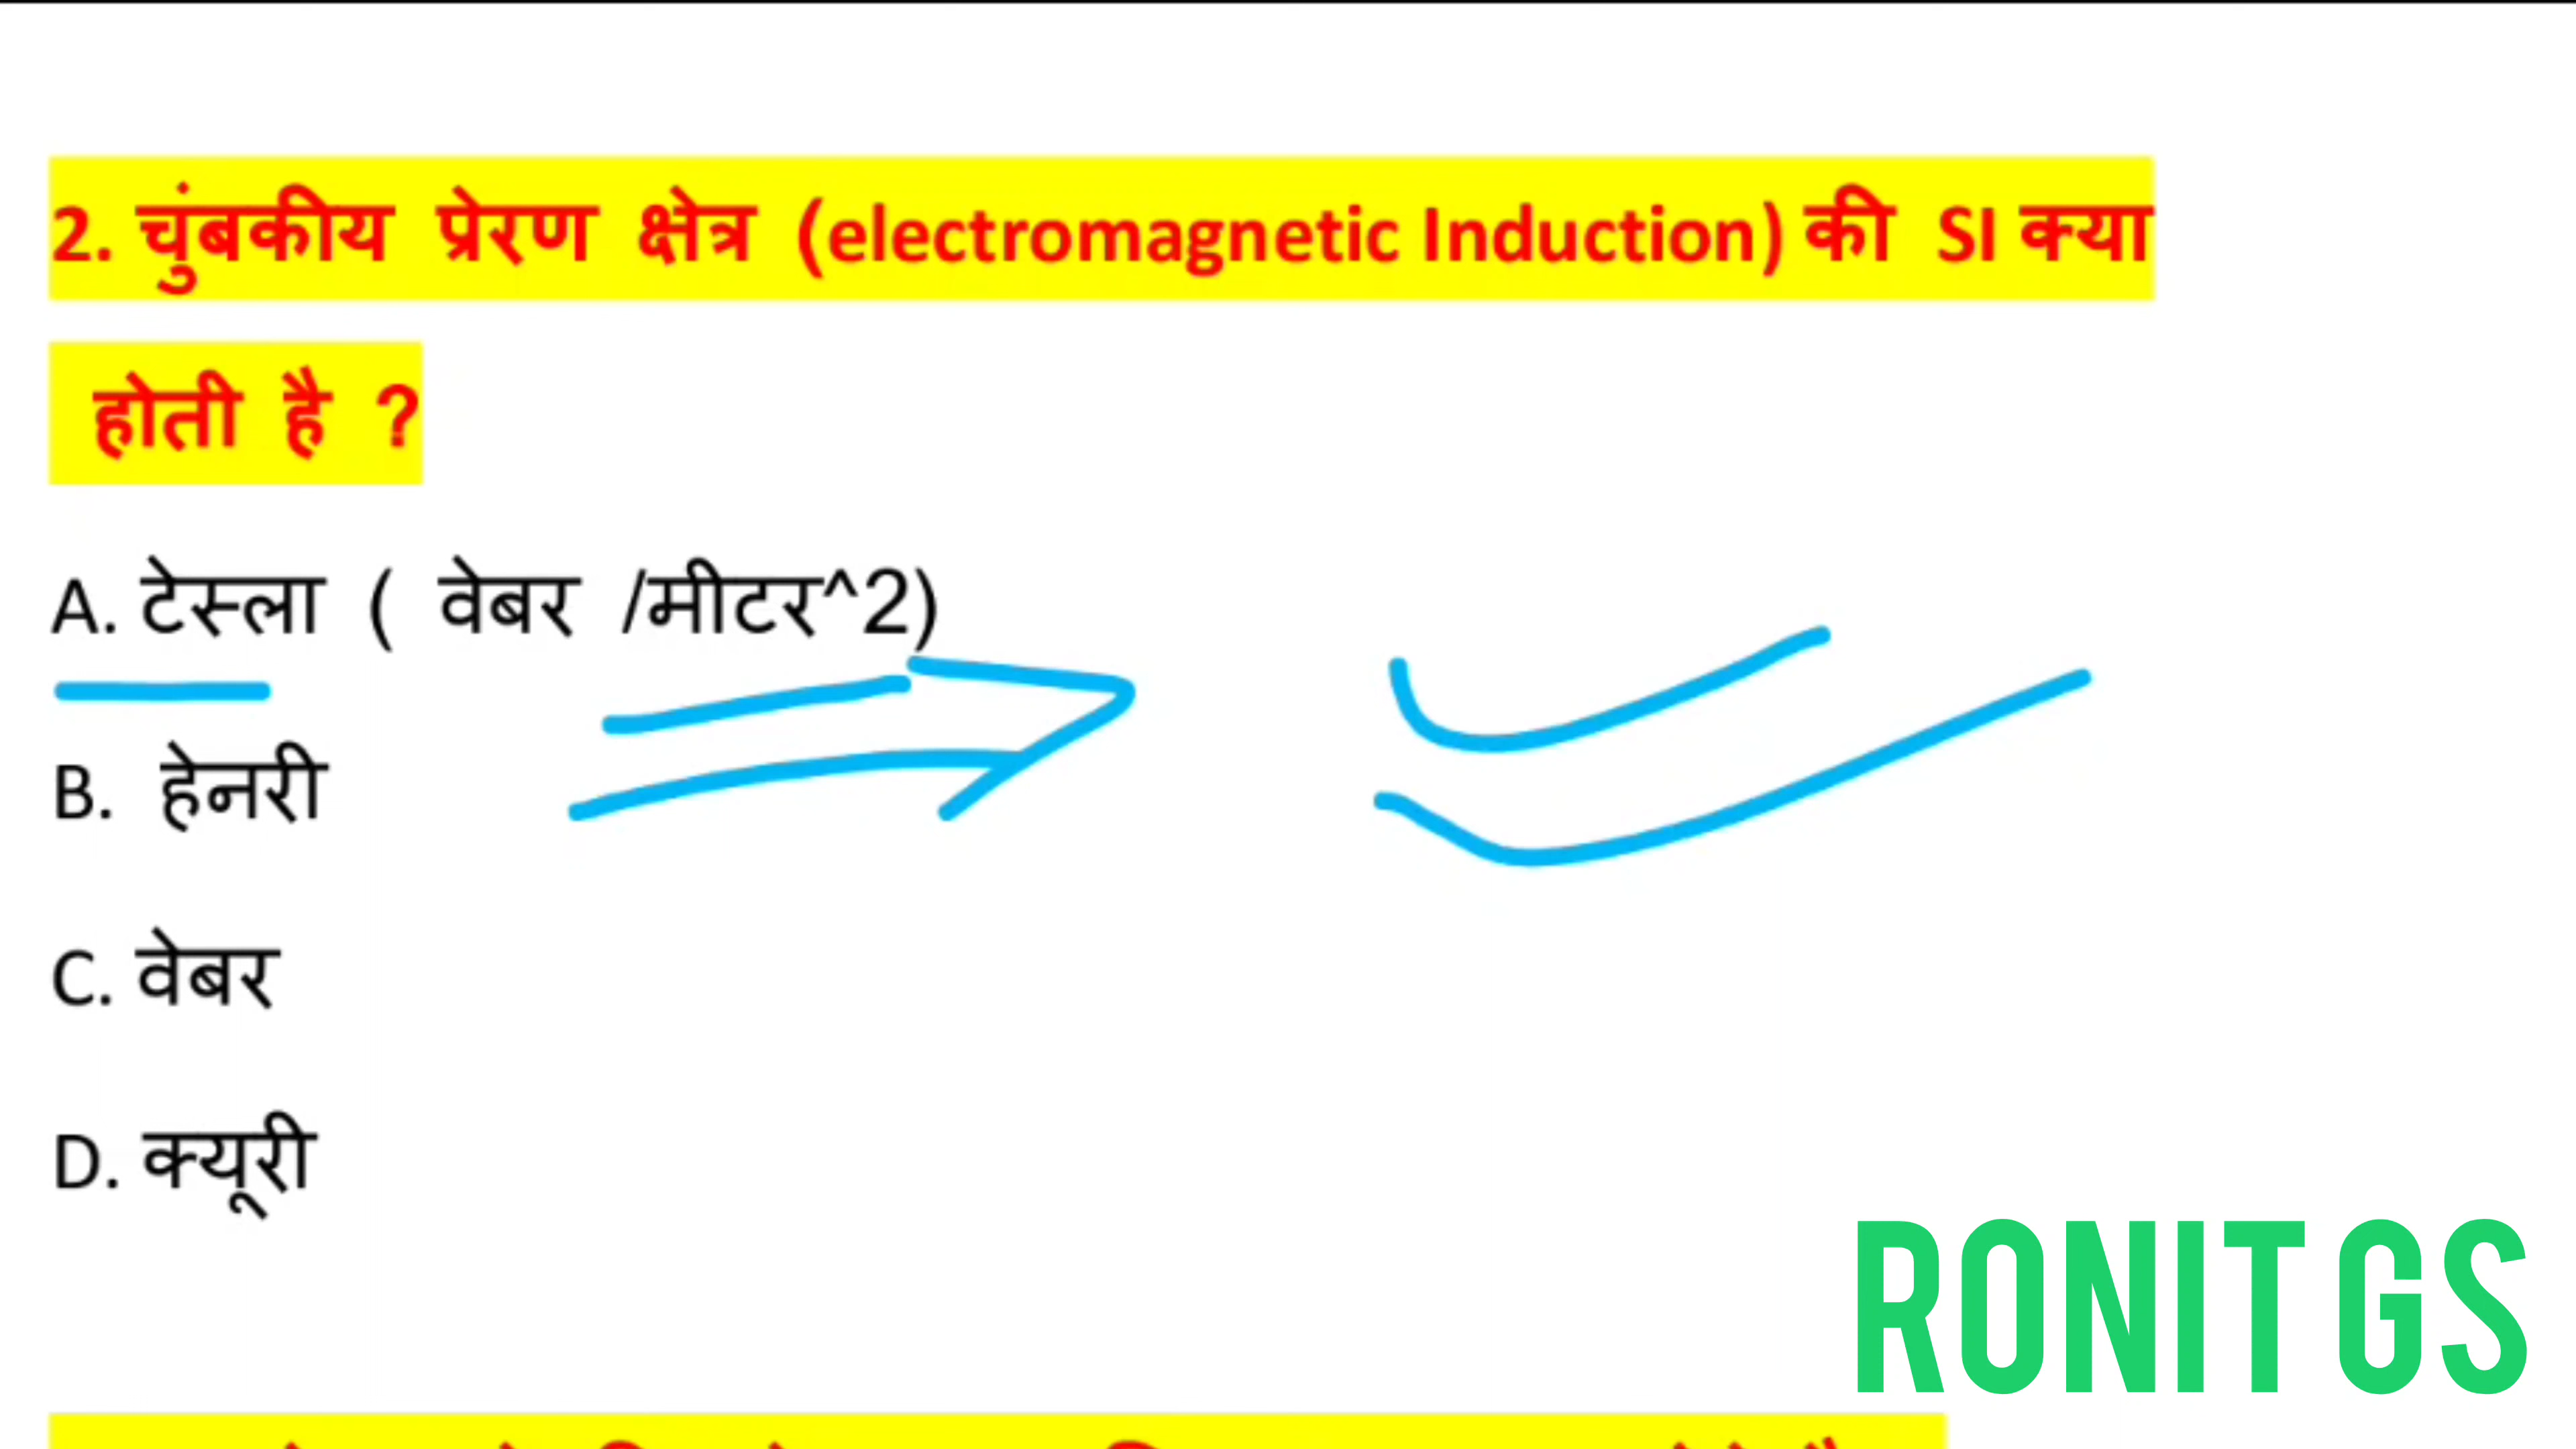 2. चुंबकीय प्रेरण क्षेत्र (electromagnetic Induction) की SI क्या
होती है ?
A. टेस्ला ( वेबर /मीटर^2)
B. हेनरी
C. वेबर
D. क्यूरी
RONIT GS